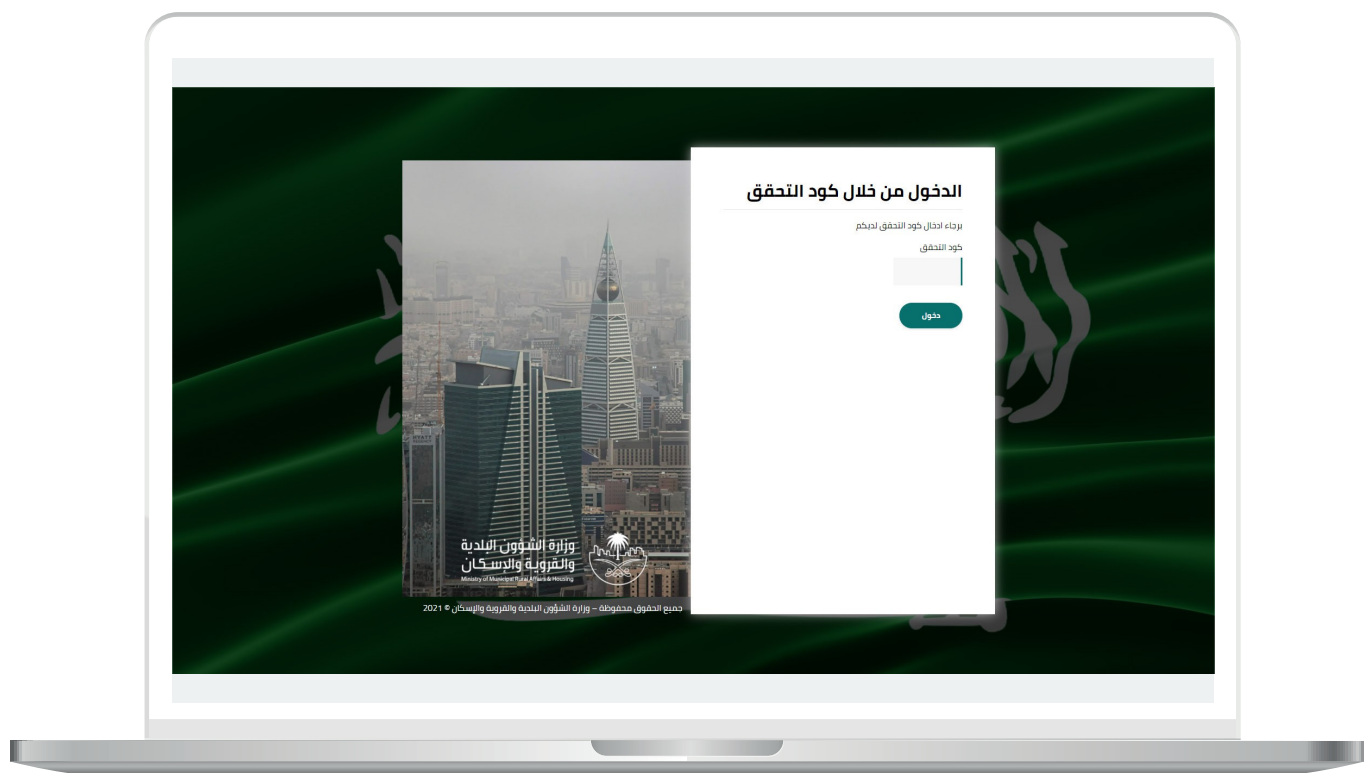 الدخول من خلال كود التحقق
برجاء ادخال كود التحقق لديكم
كود التحقق
دخول
وزارة الشؤون البلدية
والقروية والإسكان
Ministry of Municipal Rural Affairs & Housing
جميع الحقوق محفوظة – وزارة الشؤون البلدية والقروية والإسكان © 2021